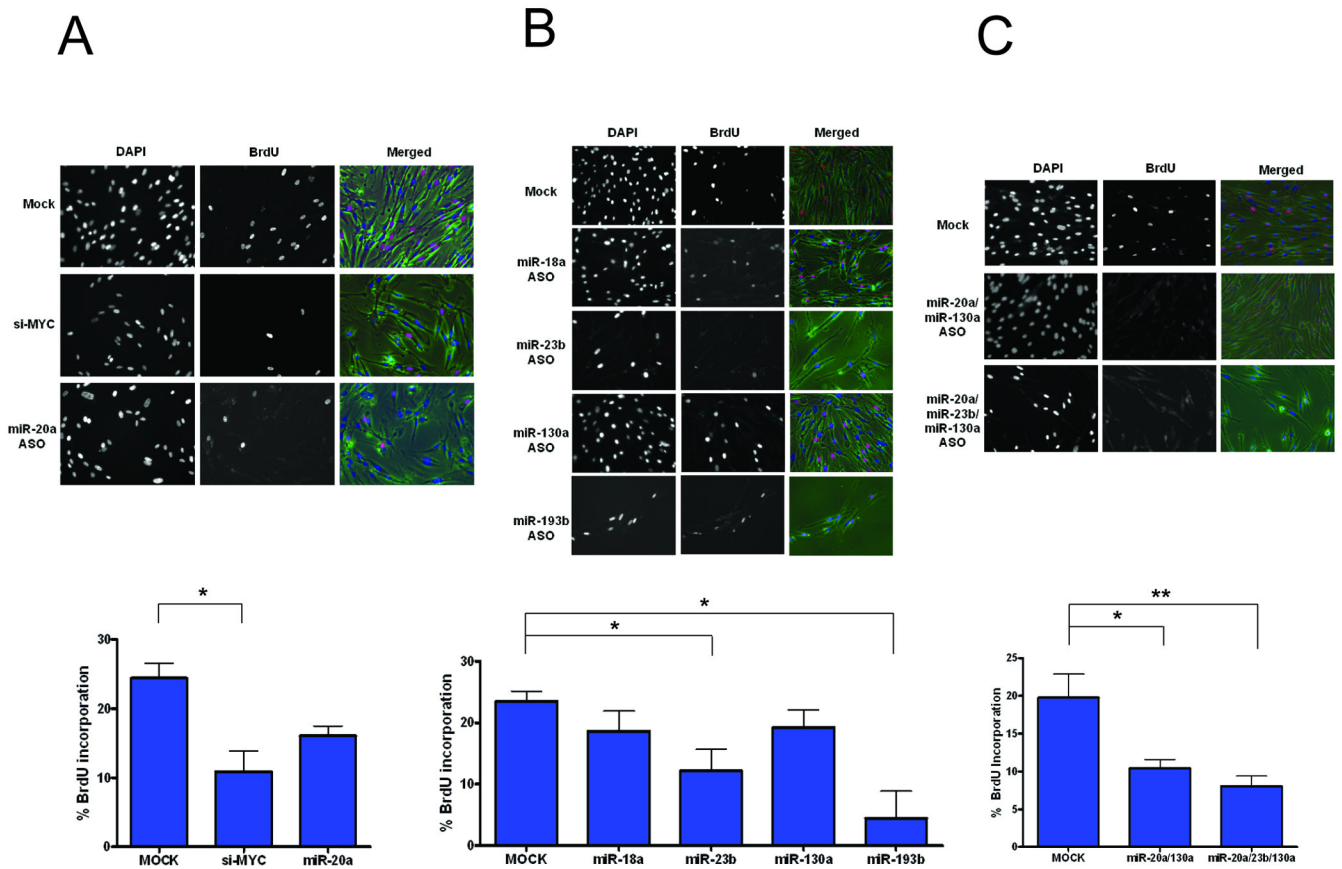 A
DAPI BrdU Merged
Mock
si-MYC
miR-20a
ASO
*
30
20
10
0
% BrdU incorporation
MOCK si-MYC miR-20a
B
DAPI BrdU Merged
Mock
miR-18a
ASO
miR-23b
ASO
miR-130a
ASO
miR-193b
ASO
*
*
30
20
10
0
% BrdU incorporation
MOCK miR-18a miR-23b miR-130a miR-193b
C
DAPI BrdU Merged
Mock
miR-20a/
miR-130a
ASO
miR-20a/
miR-23b/
miR-130a
ASO
**
*
25
20
15
10
5
0
% BrdU Incorporation
MOCK miR-20a/130a miR-20a/23b/130a